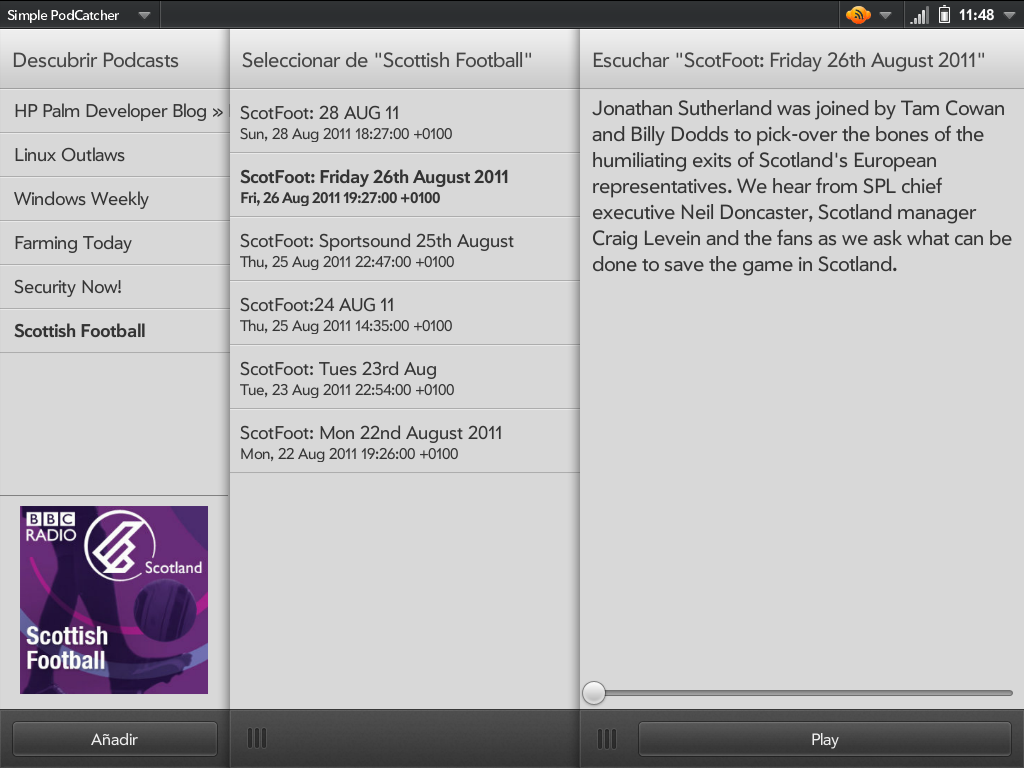 Simple PodCatcher
11:48
Descubrir Podcasts
HP Palm Developer Blog »
Linux Outlaws
Windows Weekly
Farming Today
Security Now!
Scottish Football
BBC
RADIO
Scotland
Scottish
Football
Añadir
Seleccionar de "Scottish Football"
ScotFoot: 28 AUG 11
Sun, 28 Aug 2011 18:27:00 +0100
ScotFoot: Friday 26th August 2011
Fri, 26 Aug 2011 19:27:00 +0100
ScotFoot: Sportsound 25th August
Thu, 25 Aug 2011 22:47:00 +0100
ScotFoot:24 AUG 11
Thu, 25 Aug 2011 14:35:00 +0100
ScotFoot: Tues 23rd Aug
Tue, 23 Aug 2011 22:54:00 +0100
ScotFoot: Mon 22nd August 2011
Mon, 22 Aug 2011 19:26:00 +0100
Escuchar "ScotFoot: Friday 26th August 2011"
Jonathan Sutherland was joined by Tam Cowan
and Billy Dodds to pick-over the bones of the
humiliating exits of Scotland's European
representatives. We hear from SPL chief
executive Neil Doncaster, Scotland manager
Craig Levein and the fans as we ask what can be
done to save the game in Scotland.
Play